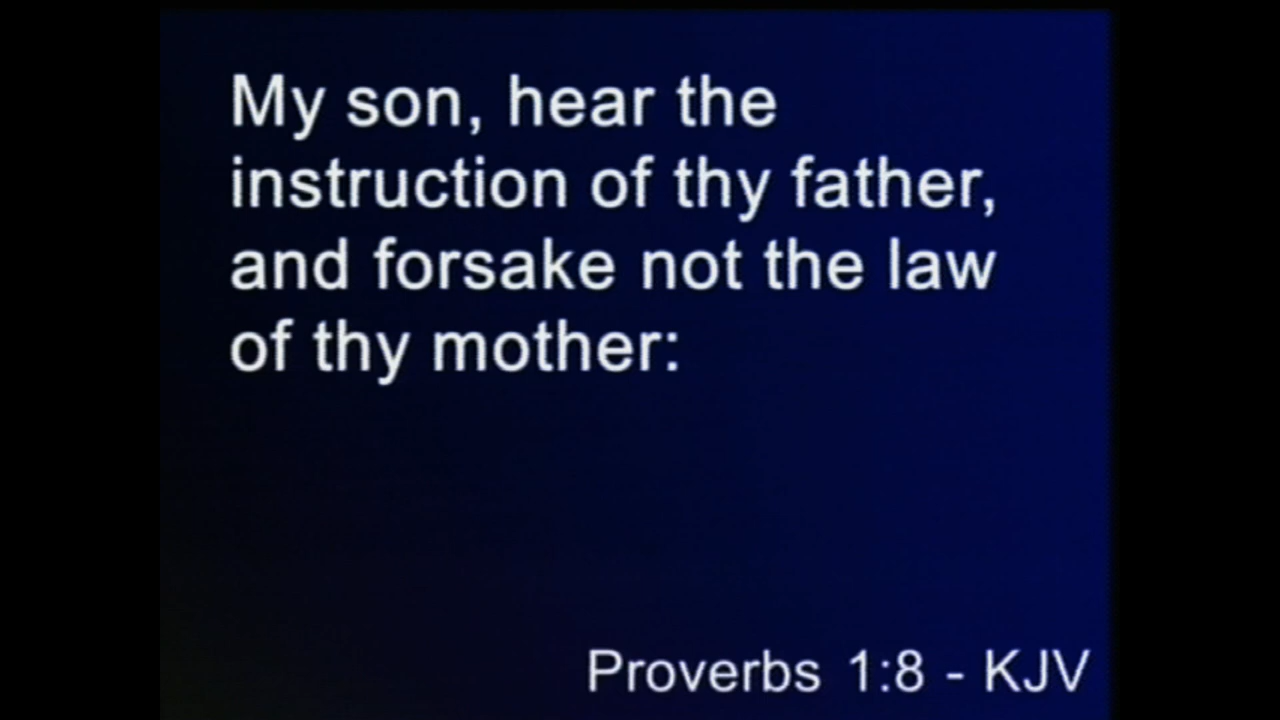 My son, hear the
instruction of thy father,
and forsake not the law
of thy mother:
Proverbs 1:8 - KJV